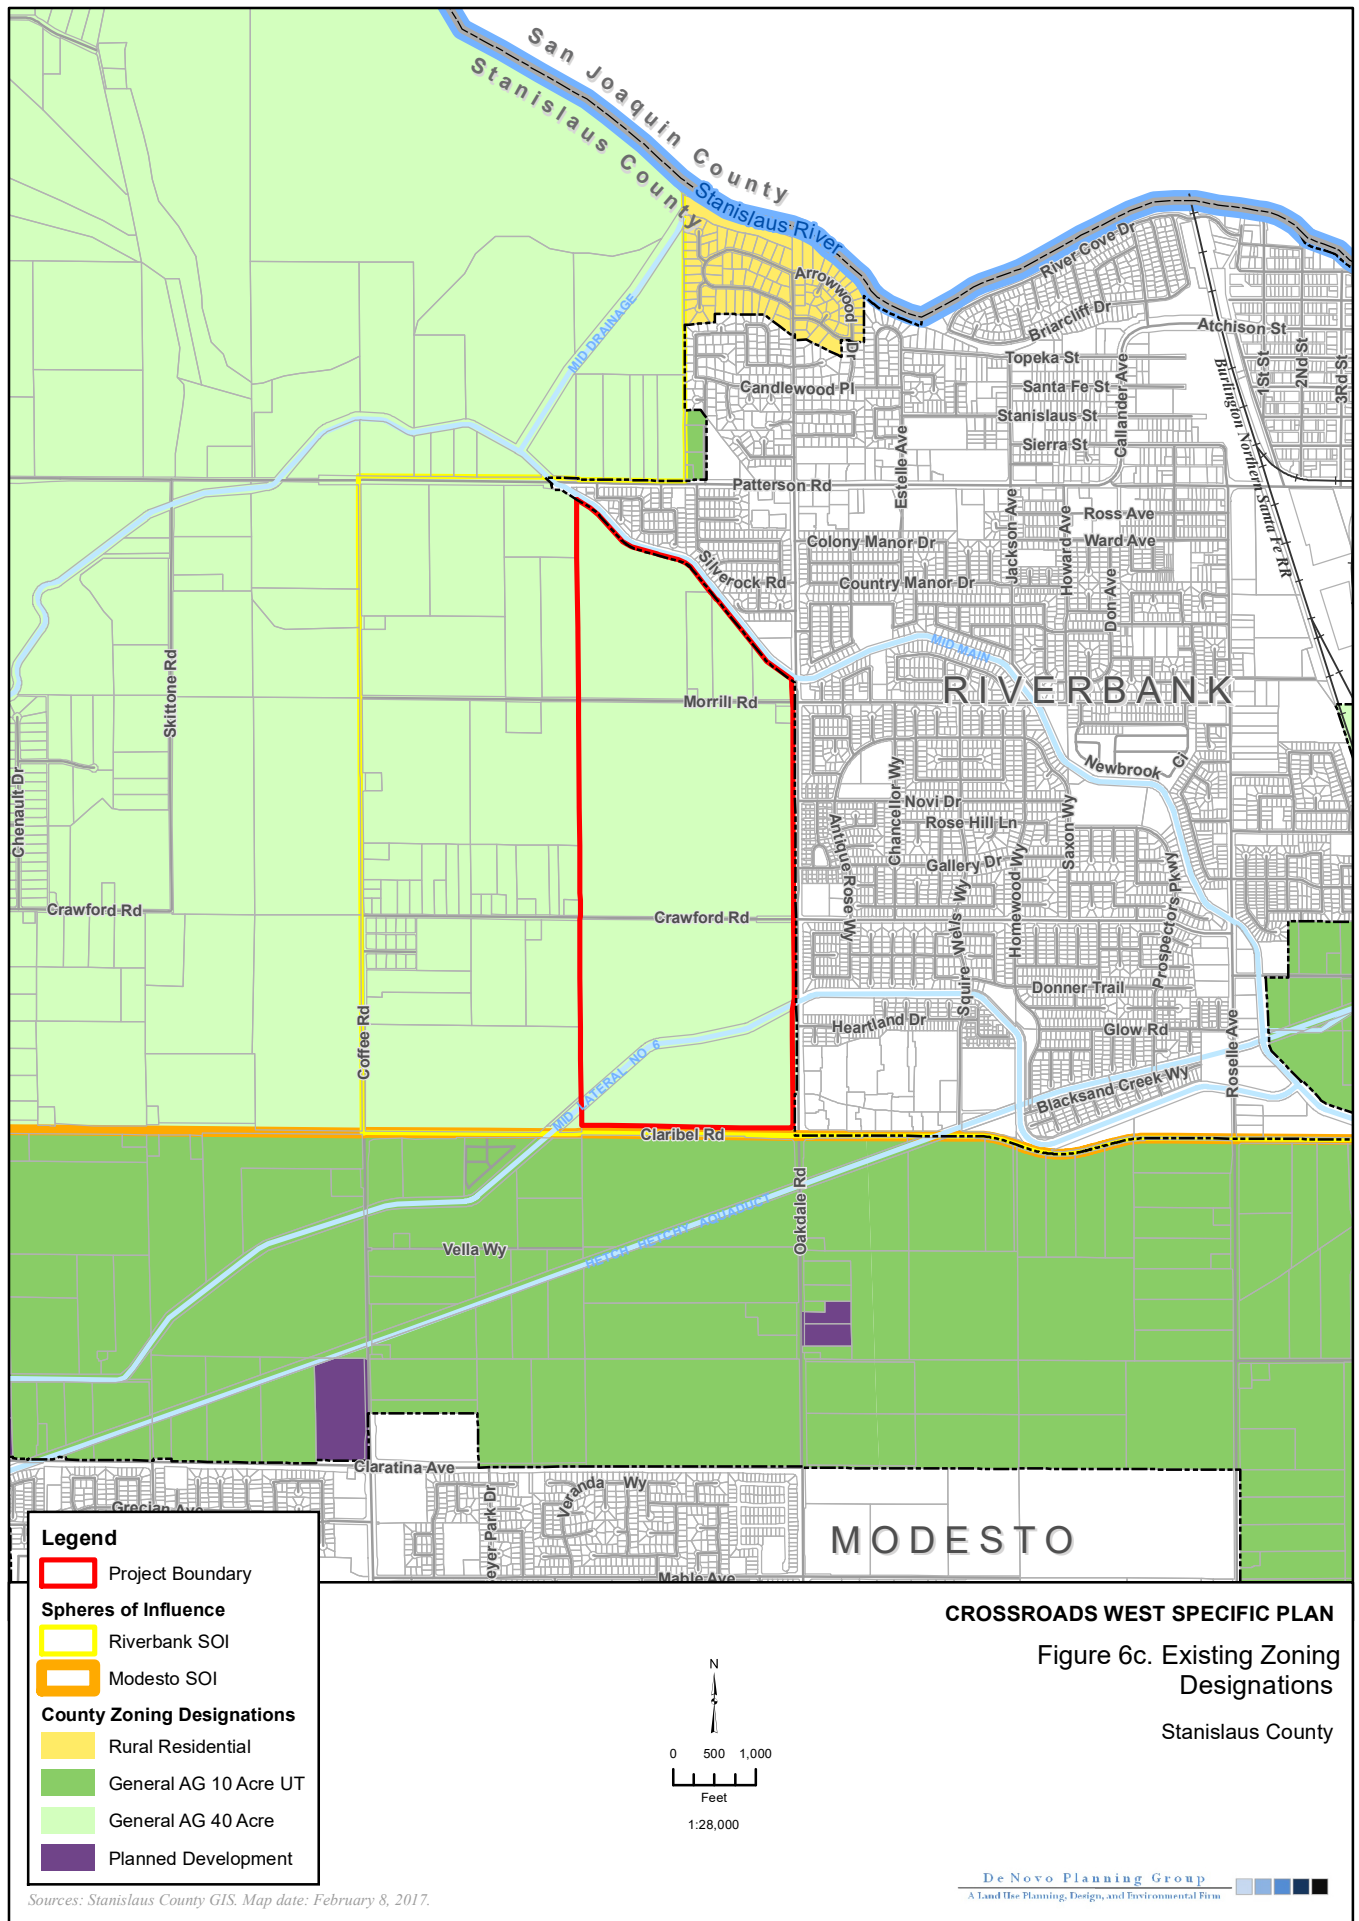 San Joaquin County
Stanislaus County
Stanislaus River
River Cove Dr
Arrowwood Dr
Briarcliff Dr
Atchison St
MID DRAINAGE
Topeka St
Callander Ave
1St St
2Nd St
3Rd St
Candlewood Pl
Santa Fe St
Burlington Northern Santa Fe RR
Stanislaus St
Estelle Ave
Sierra St
Patterson Rd
Jackson Ave
Howard Ave
Ross Ave
Colony Manor Dr
Ward Ave
Silverock Rd
Country Manor Dr
Don Ave
MID MAIN
Skittone Rd
Morrill Rd
RIVERBANK
Newbrook Ci
Chenault Dr
Chancellor Wy
Novi Dr
Antique Rose Wy
Rose Hill Ln
Saxon Wy
Gallery Dr
Homewood Wy
Prospectors Pkwy
Crawford Rd
Crawford Rd
Squire Wells Wy
Donner Trail
Coffee Rd
Heartland Dr
Glow Rd
Roselle Ave
MID LATERAL NO 6
Blacksand Creek Wy
Claribel Rd
Oakdale Rd
HETCH HETCHY AQUADUCT
Vella Wy
Claratina Ave
Grecian Ave
Veranda Wy
eyer Park Dr
MODESTO
Mable Ave
Legend
Project Boundary
Spheres of Influence
Riverbank SOI
Modesto SOI
County Zoning Designations
Rural Residential
General AG 10 Acre UT
General AG 40 Acre
Planned Development
Sources: Stanislaus County GIS. Map date: February 8, 2017.
N
0 500 1,000
Feet
1:28,000
CROSSROADS WEST SPECIFIC PLAN
Figure 6c. Existing Zoning
Designations
Stanislaus County
De Novo Planning Group
A Land Use Planning, Design, and Environmental Firm